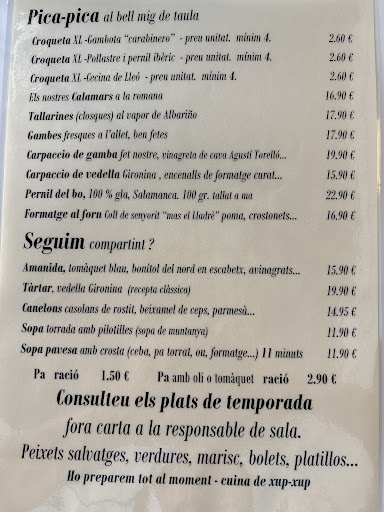 Pica-pica al bell mig de taula
Croqueta XL -Gambota "carabinero" - preu unitat. mínim 4. 2.60 €
Croqueta XL -Pollastre i pernil ibèric - preu unitat. mínim 4. 2.60 €
Croqueta XL -Cecina de Lleó - preu unitat. mínim 4. 2.60 €
Els nostres Calamars a la romana 16.90 €
Tallarines (closques) al vapor de Albariño 17.90 €
Gambes fresques a l'allet, ben fetes 17.90 €
Carpaccio de gamba fet nostre, vinagreta de cava Agustí Torelló... 19.90 €
Carpaccio de vedella Gironina , encenalls de formatge curat... 15.90 €
Pernil del bo, 100 % gla, Salamanca. 100 gr. tallat a ma 22.90 €
Formatge al forn Coll de senyorit "mas el Lladrè" poma, crostonets... 16,90 €
Seguim compartint ?
Amanida, tomàquet blau, bonítol del nord en escabetx, avinagrats... 15.90 €
Tàrtar, vedella Gironina (recepta clàssica) 19.90 €
Canelons casolans de rostit, beixamel de ceps, parmesà... 14.95 €
Sopa torrada amb pilotilles (sopa de muntanya) 11.90 €
Sopa pavesa amb crosta (ceba, pa torrat, ou, formatge...) 11 minuts 11.90 €
Pa ració 1.50 € Pa amb oli o tomàquet ració 2.90 €
Consulteu els plats de temporada
fora carta a la responsable de sala.
Peixets salvatges, verdures, marisc, bolets, platillos...
Ho preparem tot al moment - cuina de xup-xup